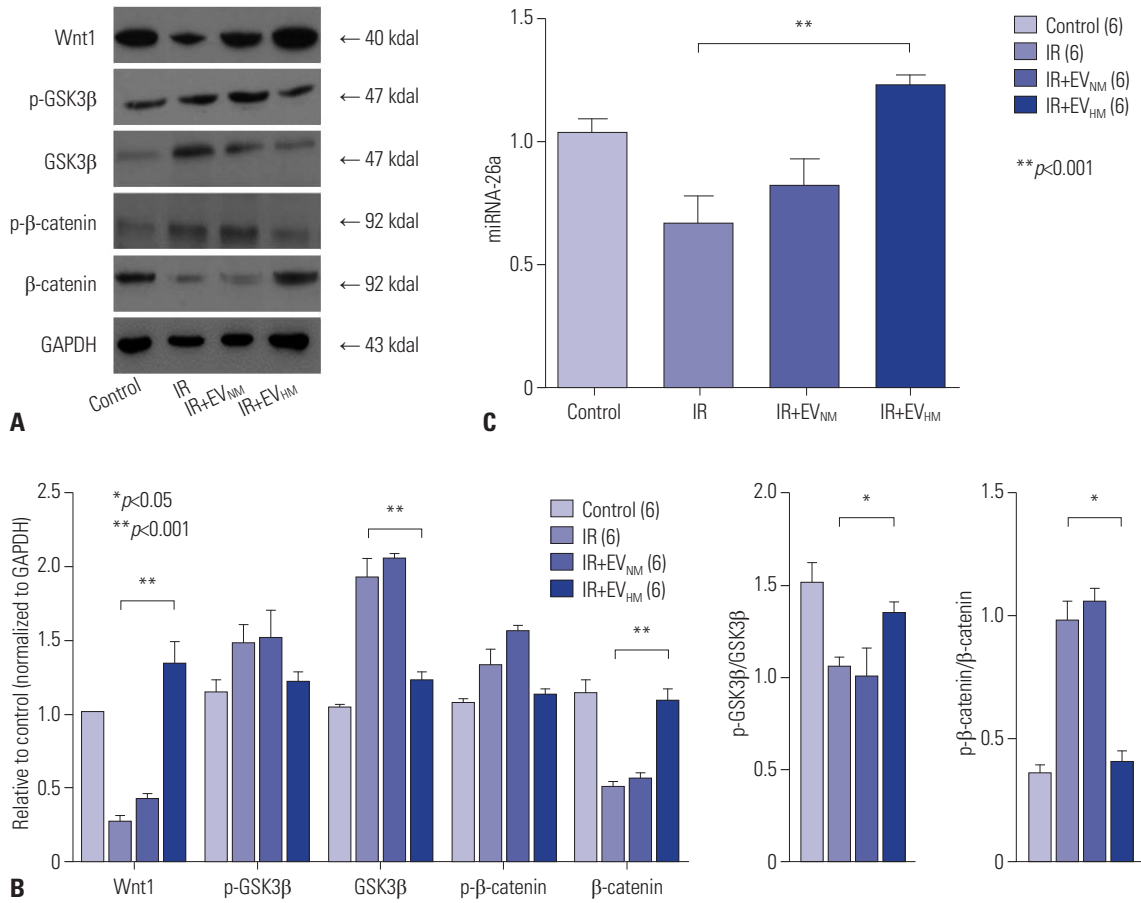 Wnt1
← 40 kdal
p-GSK3β
← 47 kdal
GSK3β
← 47 kdal
p-β-catenin
← 92 kdal
β-catenin
← 92 kdal
GAPDH
← 43 kdal
Control IR IR+EVNM IR+EVHM
A
1.5
1.0
0.5
0
miRNA-26a
**
Control IR IR+EVNM IR+EVHM
Control (6)
IR (6)
IR+EVNM (6)
IR+EVHM (6)
**p<0.001
C
2.5
2.0
1.5
1.0
0.5
0
Relative to control (normalized to GAPDH)
*p<0.05
**p<0.001
**
**
**
Control (6)
IR (6)
IR+EVNM (6)
IR+EVHM (6)
Wnt1 p-GSK3β GSK3β p-β-catenin β-catenin
B
2.0
1.5
1.0
0.5
0
p-GSK3β/GSK3β
*
1.5
1.0
0.5
0
p-β-catenin/β-catenin
*